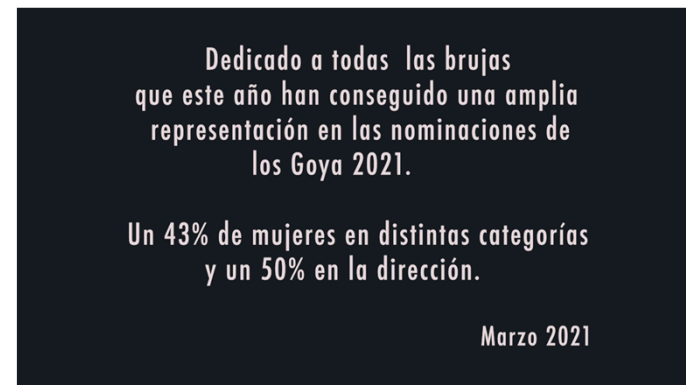 Dedicado a todas las brujas
que este año han conseguido una amplia
representación en las nominaciones de
los Goya 2021.
Un 43% de mujeres en distintas categorías
y un 50% en la dirección.
Marzo 2021